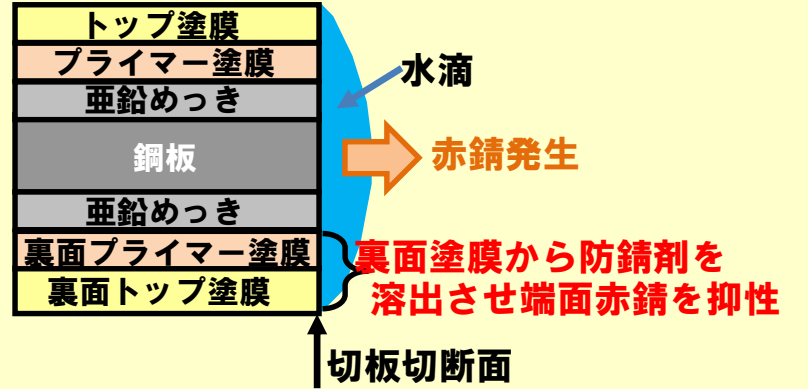 トップ塗膜
プライマー塗膜
水滴
亜鉛めっき
鋼板
赤錆発生
亜鉛めっき
裏面プライマー塗膜
裏面塗膜から防錆剤を
裏面トップ塗膜
溶出させ端面赤錆を抑性
切板切断面